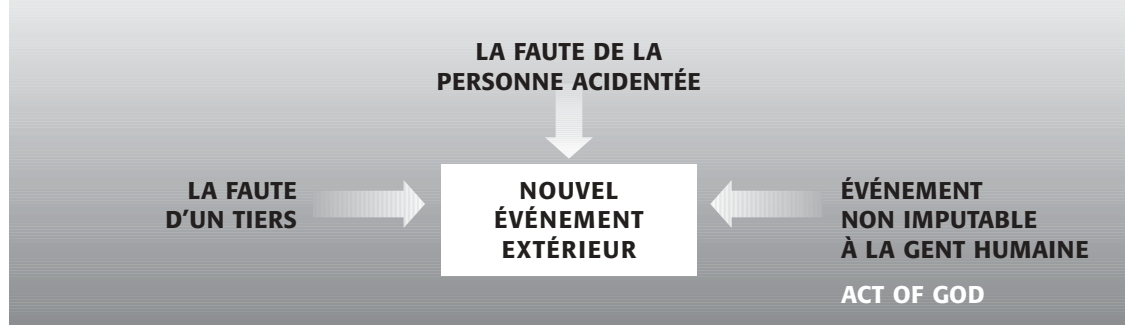 LA FAUTE DE LA
PERSONNE ACIDENTÉE
LA FAUTE
D'UN TIERS
NOUVEL
ÉVÉNEMENT
EXTÉRIEUR
ÉVÉNEMENT
NON IMPUTABLE
À LA GENT HUMAINE
ACT OF GOD